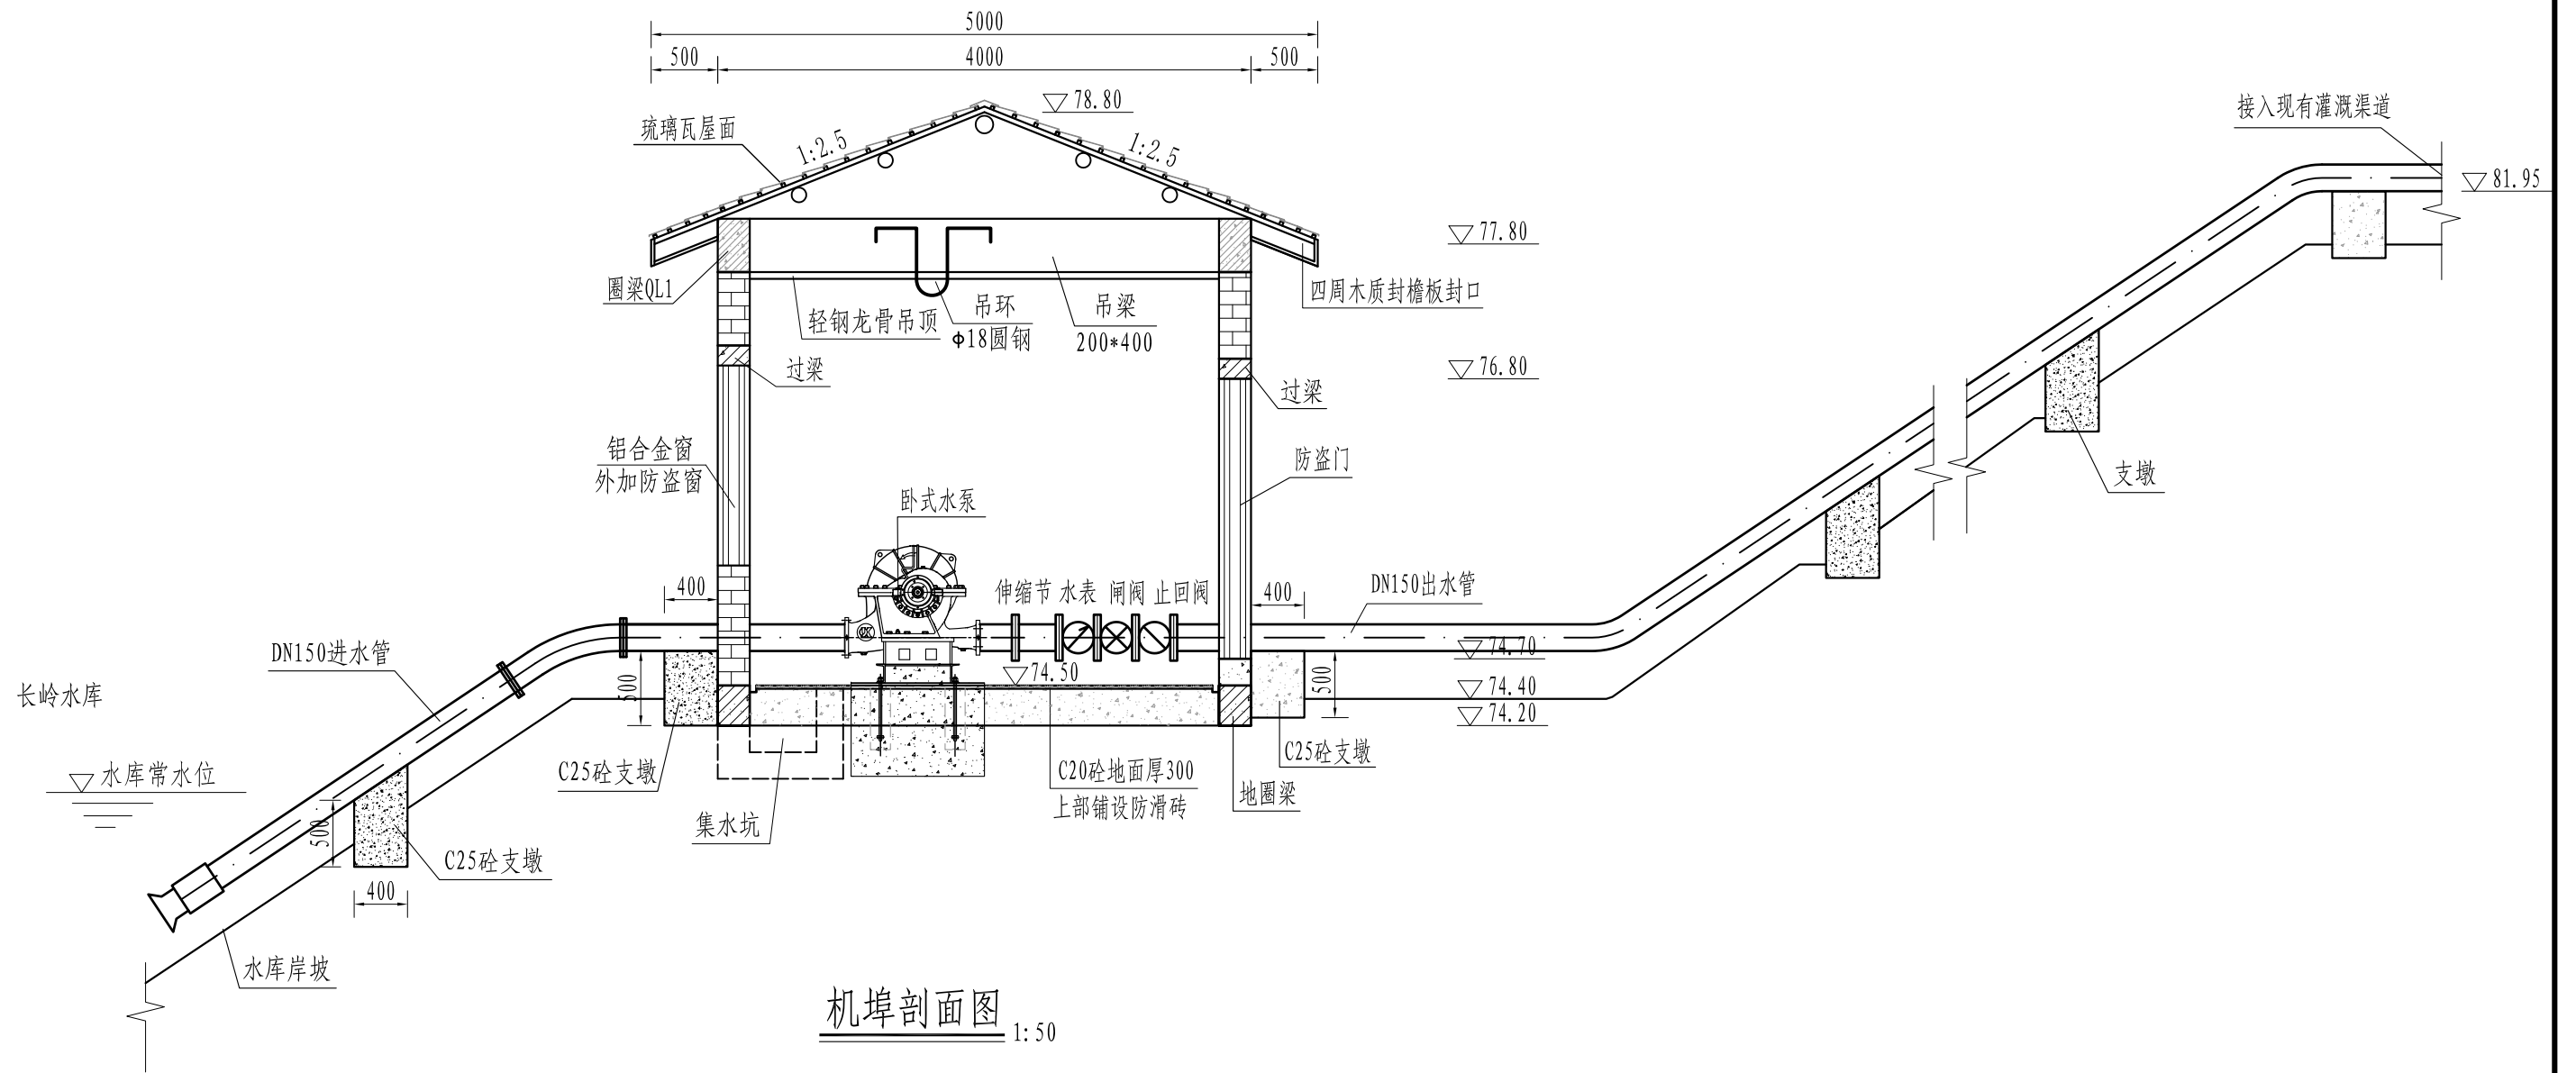 5000
500
4000
500
78.80
接入现有灌溉渠道
琉璃瓦屋面
1:2.5
1:2.5
81.95
77.80
圈梁QL1
轻钢龙骨吊顶
吊环
Φ18圆钢
吊梁
200*400
四周木质封檐板封口
过梁
76.80
过梁
铝合金窗
外加防盗窗
防盗门
支墩
卧式水泵
400
伸缩节
水表
闸阀
止回阀
400
DN150出水管
DN150进水管
74.70
500
74.50
500
74.40
长岭水库
74.20
水库常水位
C25砼支墩
C20砼地面厚300
上部铺设防滑砖
地圈梁
C25砼支墩
集水坑
500
C25砼支墩
400
水库岸坡
机埠剖面图
1:50